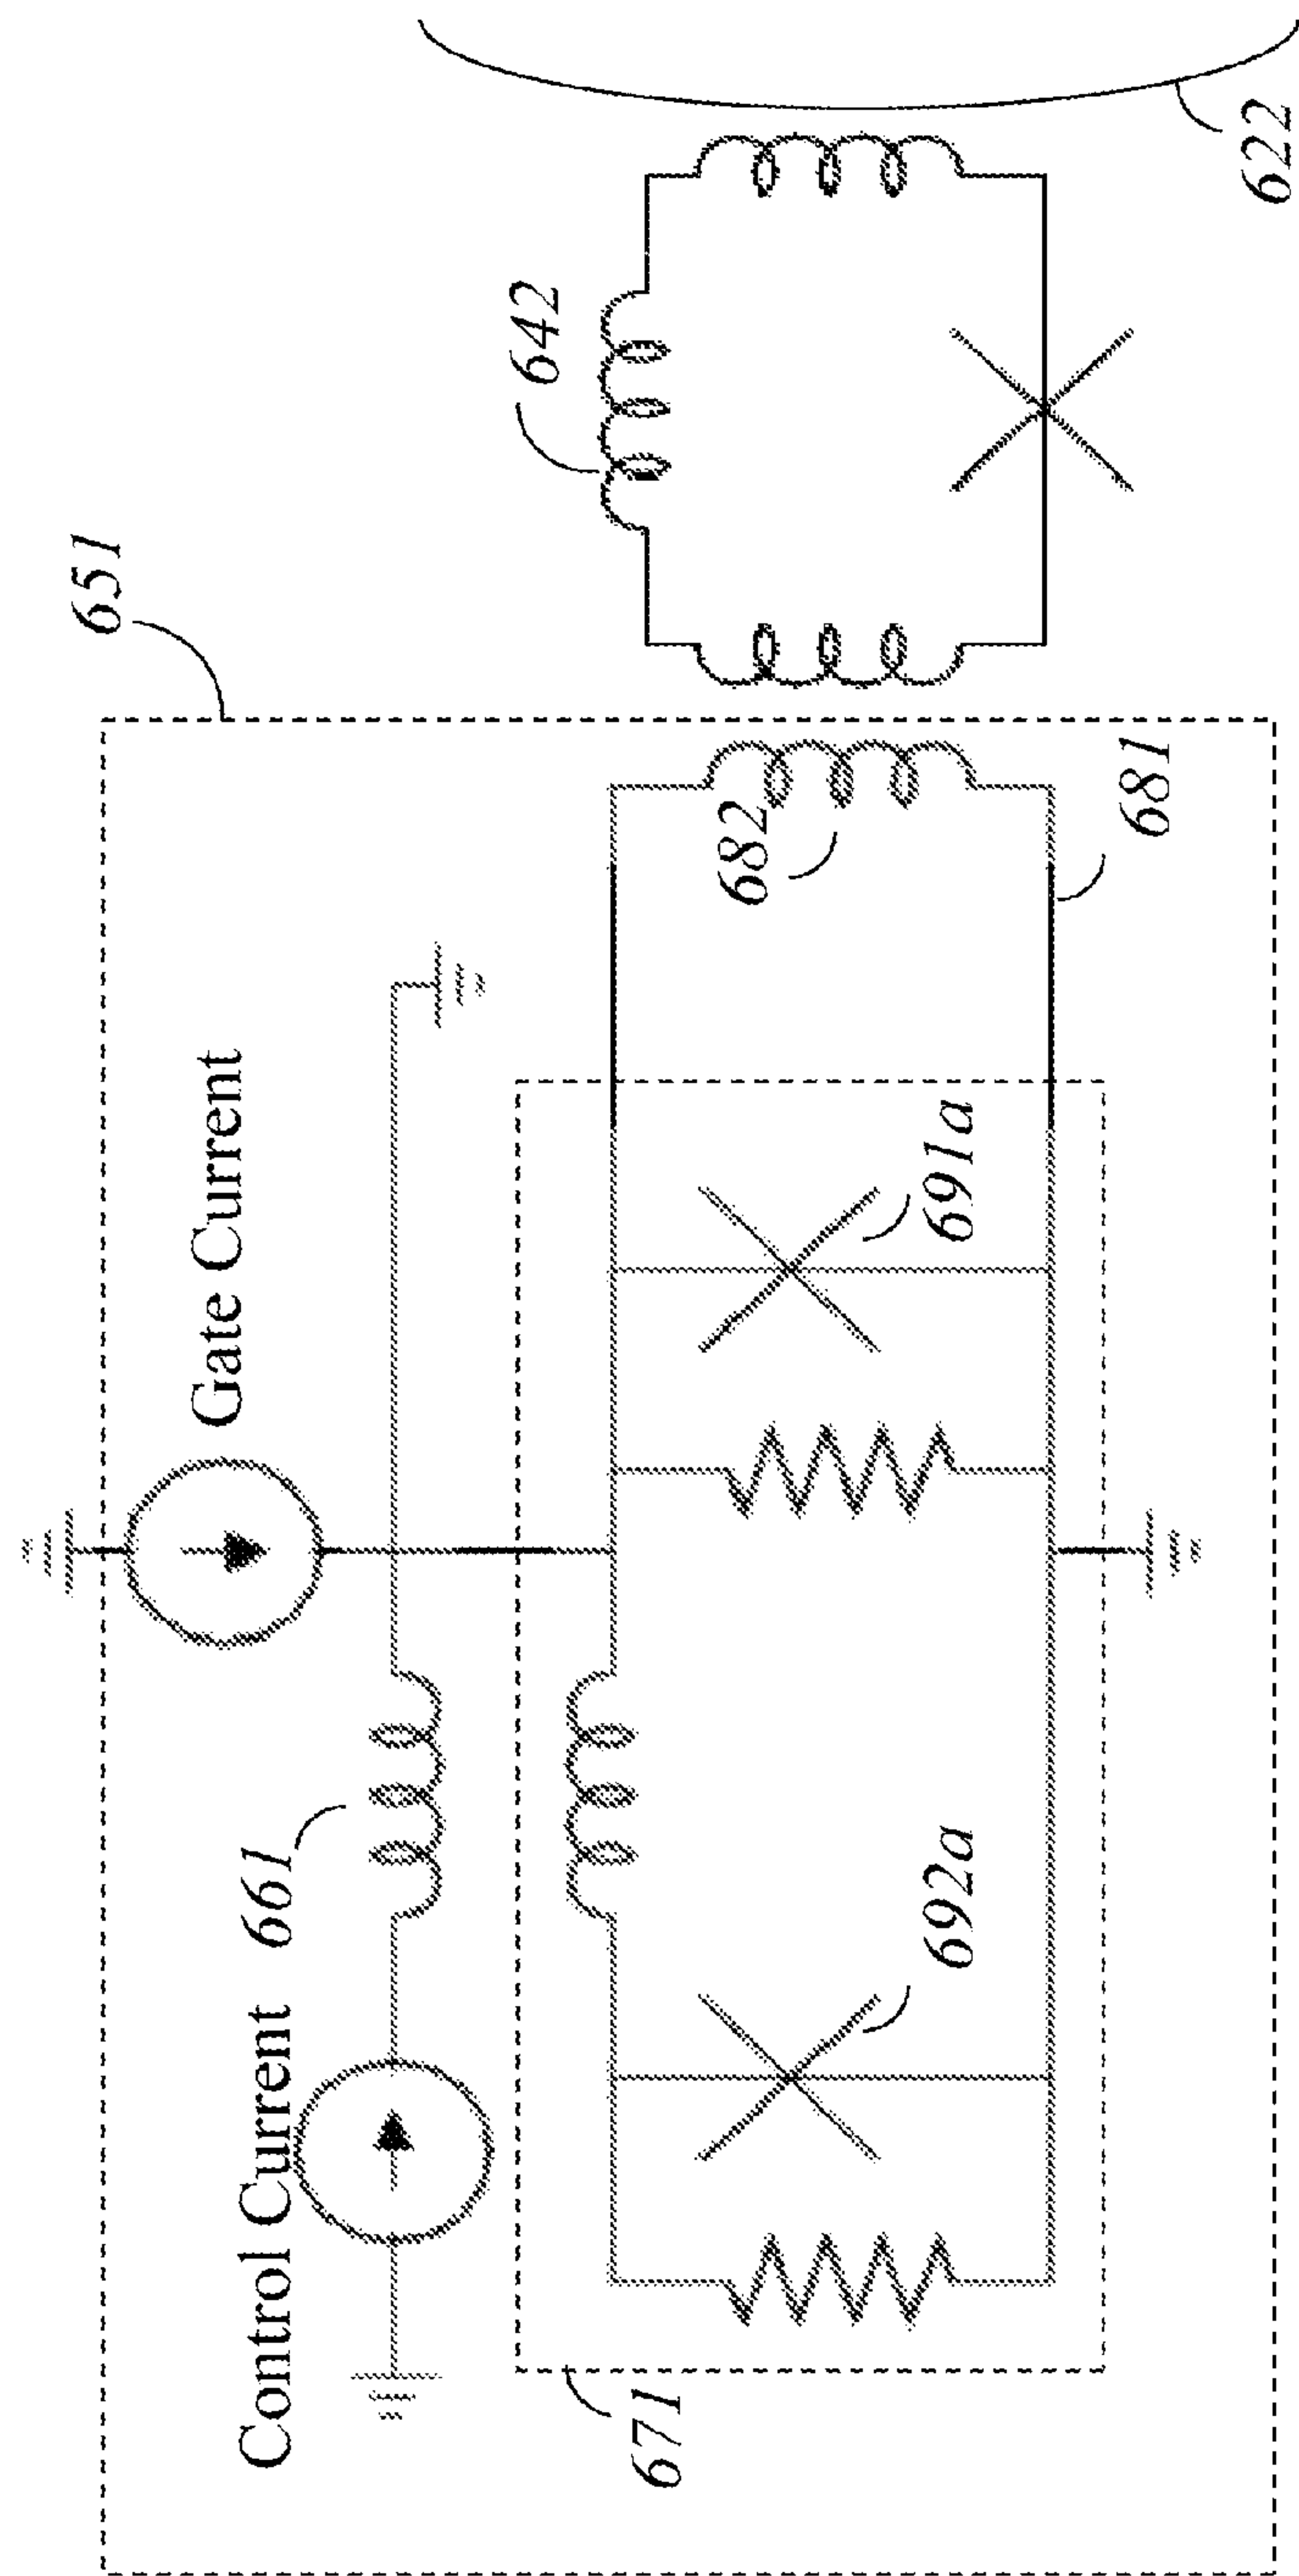 651
Gate Current
Control Current 661
642
622
682
681
691a
692a
671